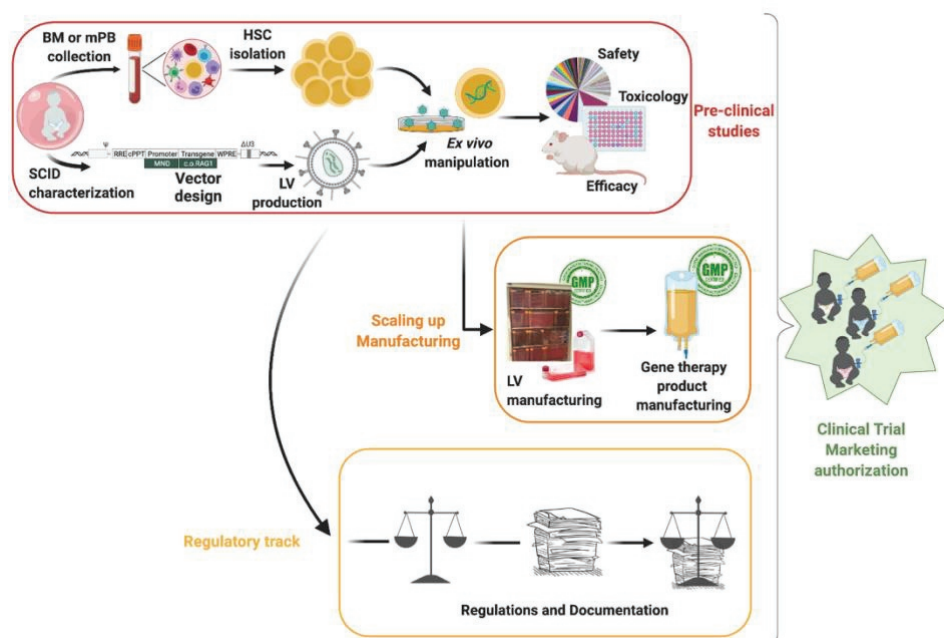 BM or mPB
collection
HSC
isolation
Safety
Toxicology
Pre-clinical
studies
Ex vivo
manipulation
Efficacy
Ψ
ΔU3
RRE cPPT Promoter Transgene WPRE
MND c.o.RAG1
SCID
characterization
Vector
design
LV
production
Scaling up
Manufacturing
GMP
GMP
LV
manufacturing
Gene therapy
product
manufacturing
Clinical Trial
Marketing
authorization
Regulatory track
Regulations and Documentation